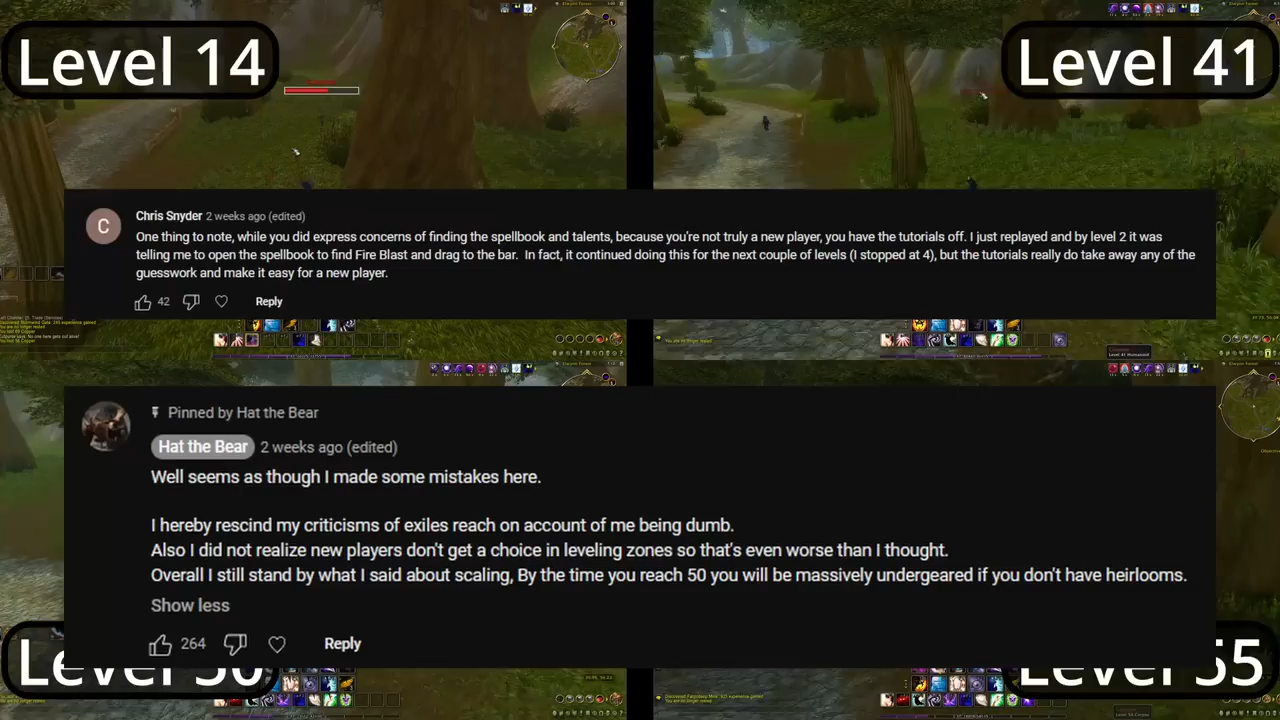 Level 14
Level 41
C
Chris Snyder 2 weeks ago (edited)
One thing to note, while you did express concerns of finding the spellbook and talents, because you're not truly a new player, you have the tutorials off. I just replayed and by level 2 it was
telling me to open the spellbook to find Fire Blast and drag to the bar. In fact, it continued doing this for the next couple of levels (I stopped at 4), but the tutorials really do take away any of the
guesswork and make it easy for a new player.
42
Reply
Pinned by Hat the Bear
Hat the Bear 2 weeks ago (edited)
Well seems as though I made some mistakes here.
I hereby rescind my criticisms of exiles reach on account of me being dumb.
Also I did not realize new players don't get a choice in leveling zones so that's even worse than I thought.
Overall I still stand by what I said about scaling, By the time you reach 50 you will be massively undergeared if you don't have heirlooms.
Show less
264
Reply
Level
Level 55